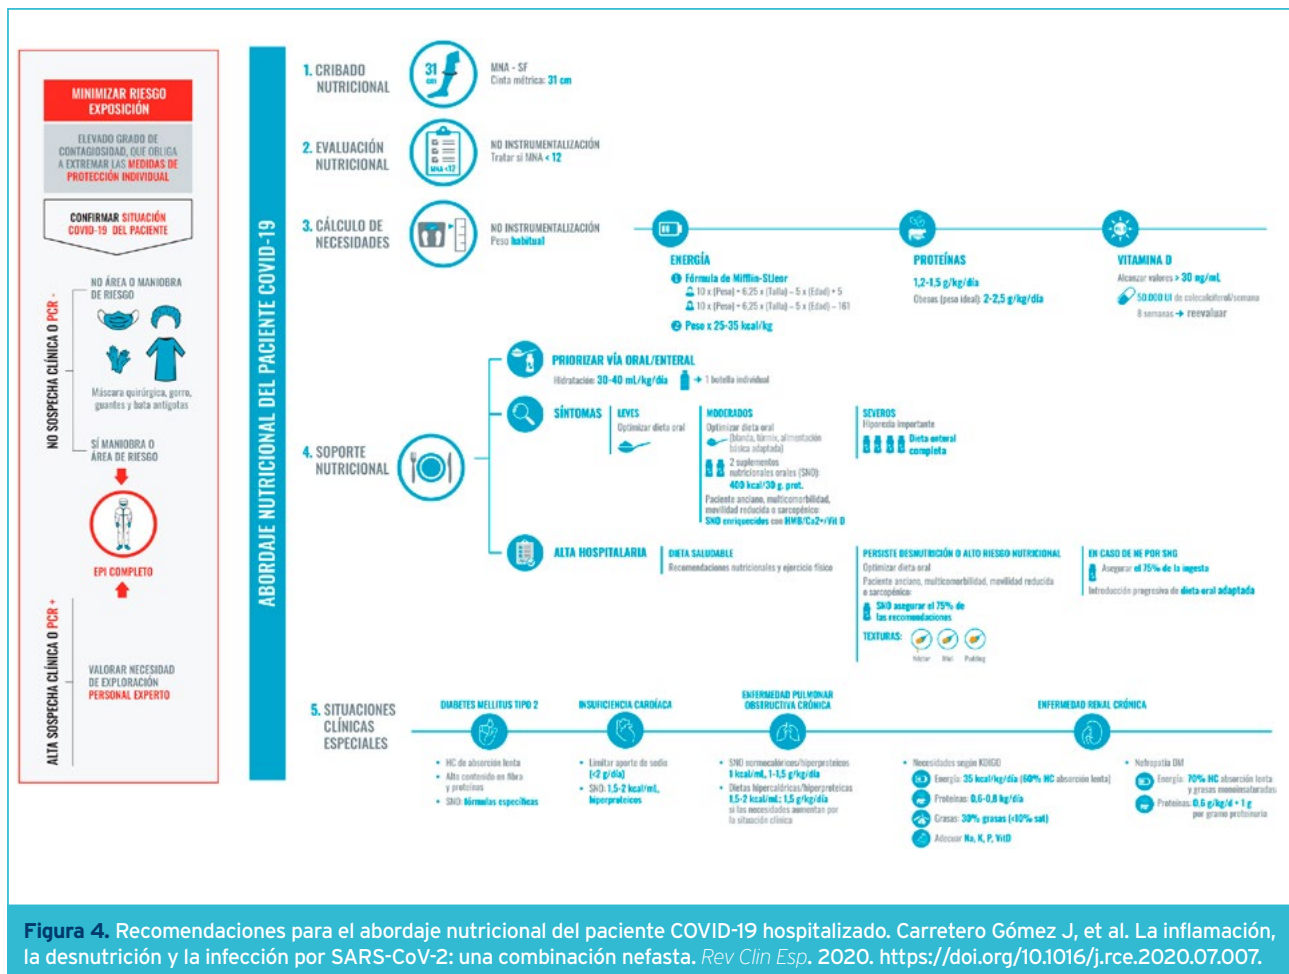 MINIMIZAR RIESGO
EXPOSICIÓN
ELEVADO GRADO DE
CONTAGIOSIDAD, QUE OBLIGA
A EXTREMAR LAS MEDIDAS DE
PROTECCIÓN INDIVIDUAL
CONFIRMAR SITUACIÓN
COVID-19 DEL PACIENTE
NO SOSPECHA CLÍNICA O PCR -
NO ÁREA O MANIOBRA
DE RIESGO
Máscara quirúrgica, gorro,
guantes y bata antigotas
SÍ MANIOBRA O
ÁREA DE RIESGO
EPI COMPLETO
ALTA SOSPECHA CLÍNICA O PCR +
VALORAR NECESIDAD
DE EXPLORACIÓN
PERSONAL EXPERTO
ABORDAJE NUTRICIONAL DEL PACIENTE COVID-19
1. CRIBADO
NUTRICIONAL
31
cm
MNA - SF
Cinta métrica: 31 cm
2. EVALUACIÓN
NUTRICIONAL
MNA <12
NO INSTRUMENTALIZACIÓN
Tratar si MNA < 12
3. CÁLCULO DE
NECESIDADES
NO INSTRUMENTALIZACIÓN
Peso habitual
ENERGÍA
1 Fórmula de Mifflin-StJeor
10 x (Peso) + 6,25 x (Talla) – 5 x (Edad) + 5
10 x (Peso) + 6,25 x (Talla) – 5 x (Edad) – 161
2 Peso x 25-35 kcal/kg
PROTEÍNAS
1,2-1,5 g/kg/día
Obesos (peso ideal): 2-2,5 g/kg/día
VITAMINA D
Alcanzar valores > 30 ng/mL
50.000 UI de colecalciferol/semana
8 semanas → reevaluar
4. SOPORTE
NUTRICIONAL
PRIORIZAR VÍA ORAL/ENTERAL
Hidratación: 30-40 mL/kg/día → 1 botella individual
SÍNTOMAS
LEVES
Optimizar dieta oral
MODERADOS
Optimizar dieta oral
(blanda, túrmix, alimentación
básica adaptada)
2 suplementos
nutricionales orales (SNO):
400 kcal/30 g. prot.
Paciente anciano, multicomorbilidad,
movilidad reducida o sarcopénico:
SNO enriquecidos con HMB/Ca2+/Vit D
SEVEROS
Hiporexia importante
Dieta enteral
completa
ALTA HOSPITALARIA
DIETA SALUDABLE
Recomendaciones nutricionales y ejercicio físico
PERSISTE DESNUTRICIÓN O ALTO RIESGO NUTRICIONAL
Optimizar dieta oral
Paciente anciano, multicomorbilidad, movilidad reducida
o sarcopénico:
SNO asegurar el 75% de
las recomendaciones
TEXTURAS:
Néctar Miel Pudding
EN CASO DE NE POR SNG
Asegurar el 75% de la ingesta
Introducción progresiva de dieta oral adaptada
5. SITUACIONES
CLÍNICAS
ESPECIALES
DIABETES MELLITUS TIPO 2
• HC de absorción lenta
• Alto contenido en fibra
y proteínas
• SNO: fórmulas específicas
INSUFICIENCIA CARDÍACA
• Limitar aporte de sodio
(<2 g/día)
• SNO: 1,5-2 kcal/mL,
hiperproteicos
ENFERMEDAD PULMONAR
OBSTRUCTIVA CRÓNICA
• SNO normocalóricos/hiperproteicos
1 kcal/mL, 1-1,5 g/kg/día
• Dietas hipercalóricas/hiperproteicas
1,5-2 kcal/mL; 1,5 g/kg/día
si las necesidades aumentan por
la situación clínica
ENFERMEDAD RENAL CRÓNICA
• Necesidades según KDIGO
Energía: 35 kcal/kg/día (60% HC absorción lenta)
Proteínas: 0,6-0,8 kg/día
Grasas: 30% grasas (<10% sat)
Adecuar Na, K, P, VitD
• Nefropatía DM
Energía: 70% HC absorción lenta
y grasas monoinsaturadas
Proteínas: 0,6 g/kg/d + 1 g
por gramo proteinuria
Figura 4. Recomendaciones para el abordaje nutricional del paciente COVID-19 hospitalizado. Carretero Gómez J, et al. La inflamación,
la desnutrición y la infección por SARS-CoV-2: una combinación nefasta. Rev Clin Esp. 2020. https://doi.org/10.1016/j.rce.2020.07.007.